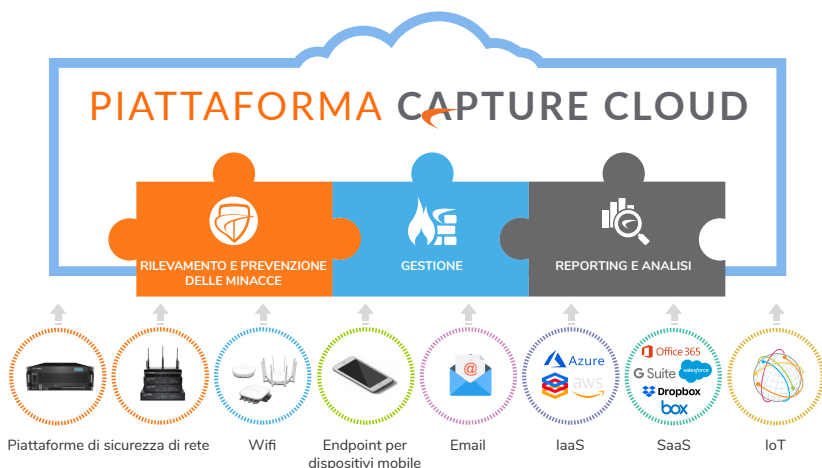 PIATTAFORMA CAPTURE CLOUD
RILEVAMENTO E PREVENZIONE
DELLE MINACCE
GESTIONE
REPORTING E ANALISI
@
Azure
aws
Office 365
G Suite
salesforce
Dropbox
box
Piattaforme di sicurezza di rete
Wifi
Endpoint per
dispositivi mobile
Email
IaaS
SaaS
IoT